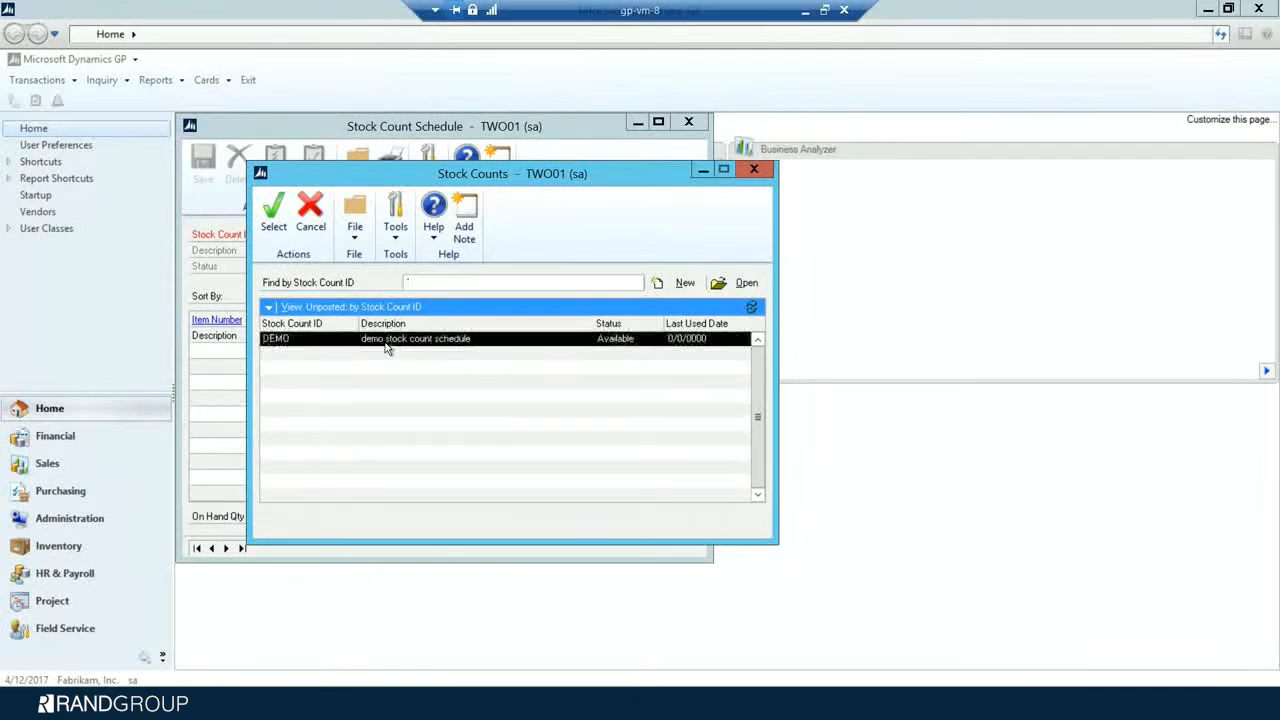 gp-vm-8
Home
Microsoft Dynamics GP
Transactions Inquiry Reports Cards Exit
Customize this page...
Home
User Preferences
Shortcuts
Report Shortcuts
Startup
Vendors
User Classes
Stock Count Schedule - TWO01 (sa)
Business Analyzer
Save
Stock Counts - TWO01 (sa)
Select Cancel File Tools Help Add Note
Actions File Tools Help
Stock Count I
Description
Status
Sort By:
Item Number
Description
On Hand Qty
Find by Stock Count ID
New Open
View: Unposted; by Stock Count ID
Stock Count ID Description Status Last Used Date
DEMO demo stock count schedule Available 0/0/0000
Home
Financial
Sales
Purchasing
Administration
Inventory
HR & Payroll
Project
Field Service
4/12/2017 Fabrikam, Inc. sa
RANDGROUP